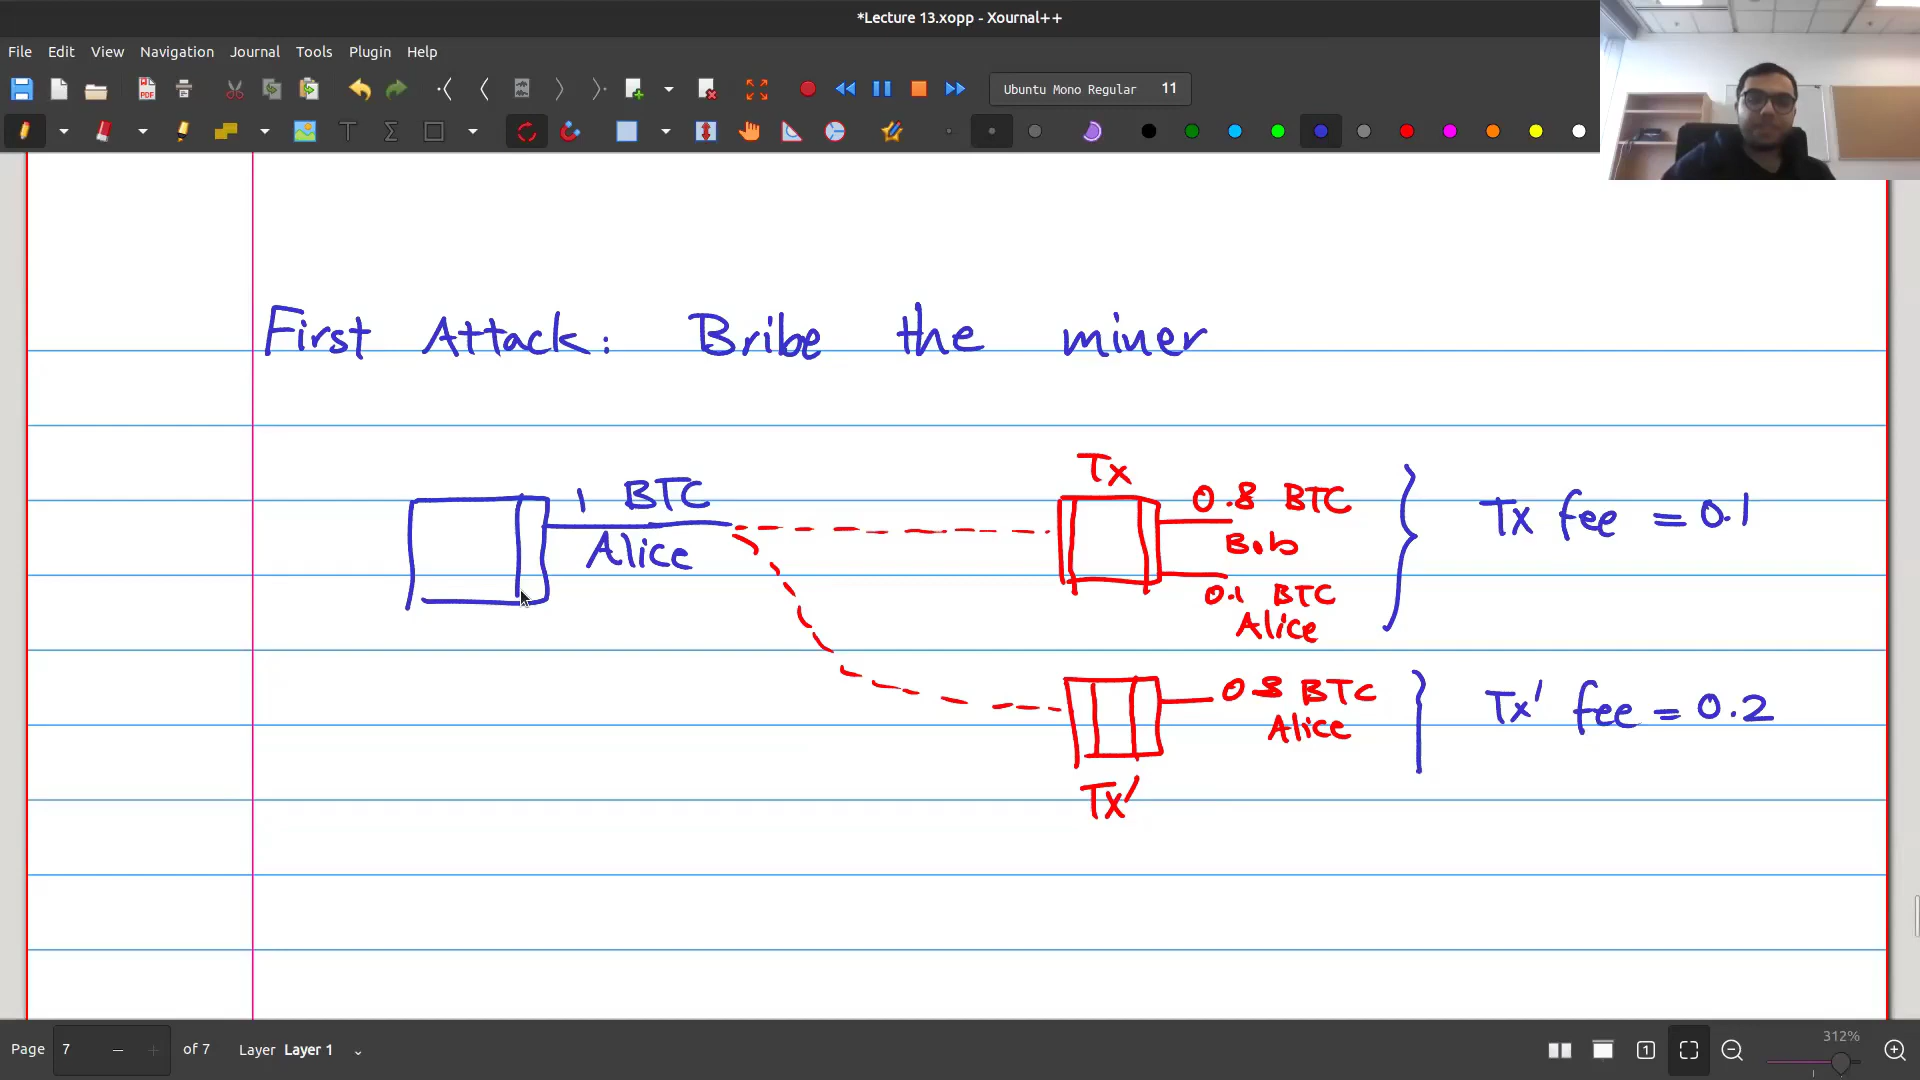 *Lecture 13.xopp - Xournal++
File Edit View Navigation Journal Tools Plugin Help
PDF
Ubuntu Mono Regular 11
First Attack: Bribe the miner
Tx
1 BTC
Alice
0.8 BTC
Bob
0.1 BTC
Alice
Tx fee = 0.1
0.8 BTC
Alice
Tx' fee = 0.2
Tx'
Page 7 of 7 Layer Layer 1
312%